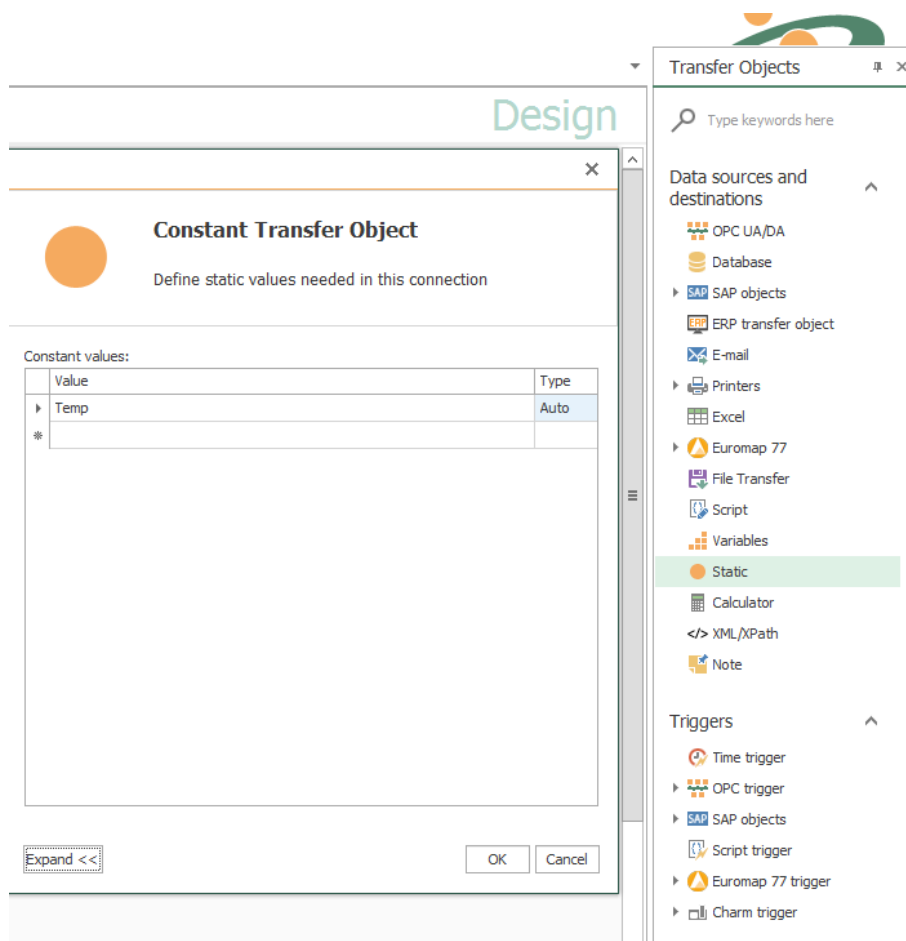 Transfer Objects
Design
Type keywords here
Data sources and
destinations
OPC UA/DA
Database
SAP SAP objects
ERP ERP transfer object
E-mail
Printers
Excel
Euromap 77
File Transfer
Script
Variables
Static
Calculator
</> XML/XPath
Note
Triggers
Time trigger
OPC trigger
SAP SAP objects
Script trigger
Euromap 77 trigger
Charm trigger
Constant Transfer Object
Define static values needed in this connection
Constant values:
Value Type
Temp Auto
Expand <<
OK Cancel